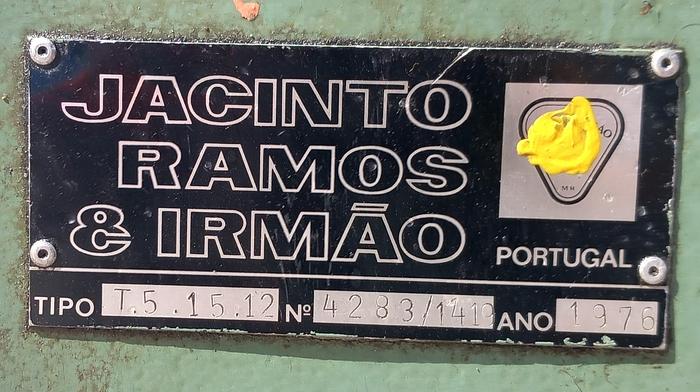 JACINTO
RAMOS
& IRMÃO
PORTUGAL
TIPO T.5.15.12 Nº 4283/1419 ANO 1976